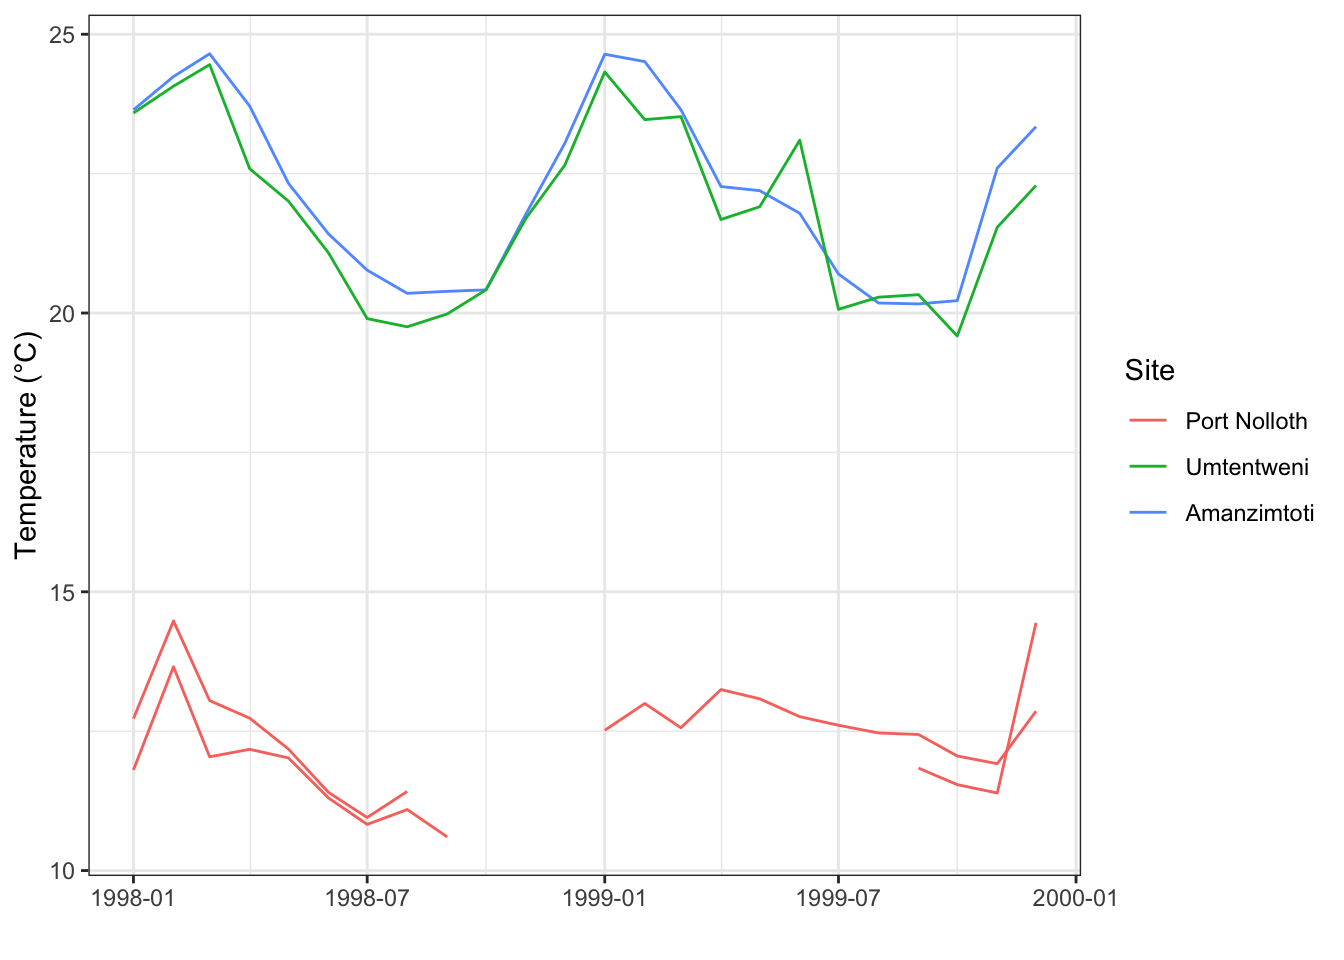 25
20
15
10
Temperature (°C)
1998-01
1998-07
1999-01
1999-07
2000-01
Site
Port Nolloth
Umtentweni
Amanzimtoti